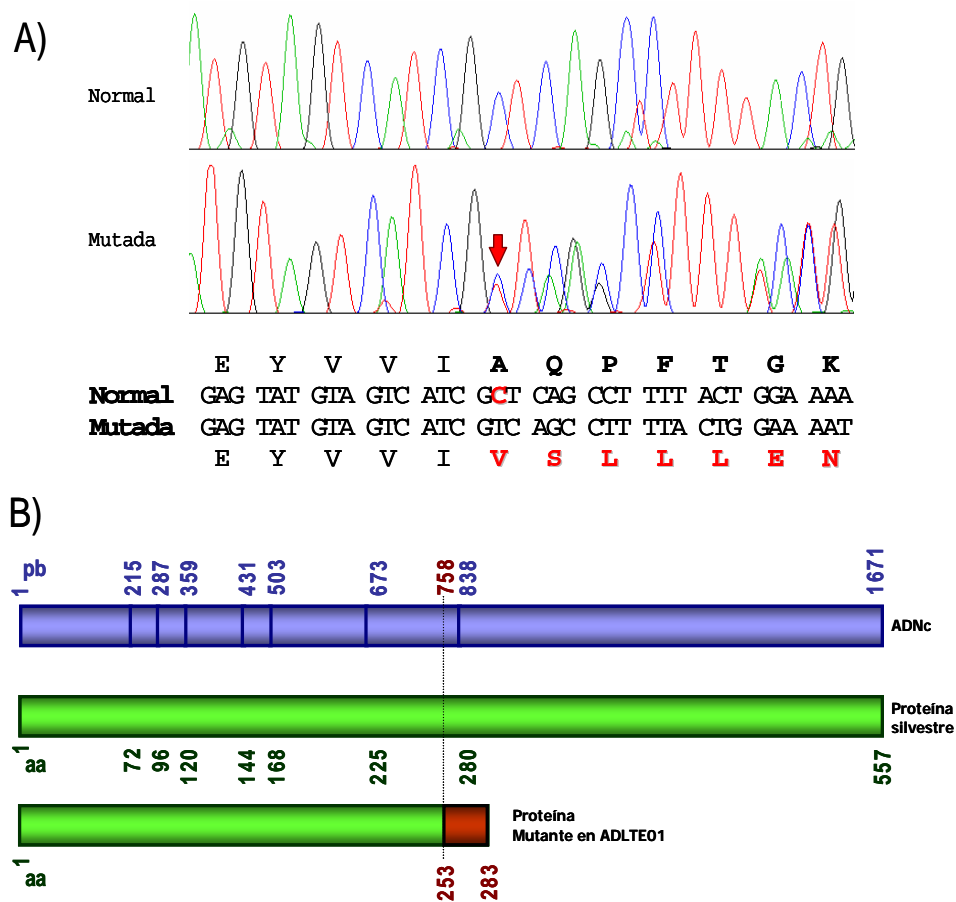 A)
Normal
Mutada
E Y V V I A Q P F T G K
Normal GAG TAT GTA GTC ATC GCT CAG CCT TTT ACT GGA AAA
Mutada GAG TAT GTA GTC ATC GTC AGC CTT TTA CTG GAA AAT
E Y V V I V S L L L E N
B)
1 pb 215 287 359 431 503 673 758 838 1671
ADNc
Proteína
silvestre
1 aa 72 96 120 144 168 225 280 557
Proteína
Mutante en ADLTE01
1 aa 253 283